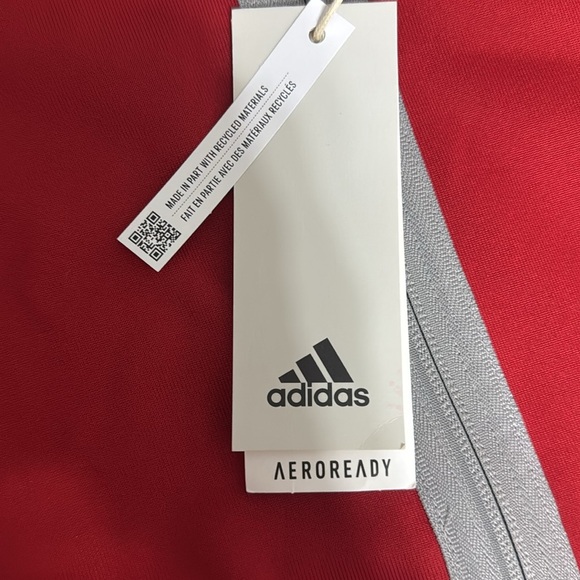 MADE IN PART WITH RECYCLED MATERIALS
FAIT EN PARTIE AVEC DES MATÉRIAUX RECYCLÉS
adidas
AEROREADY